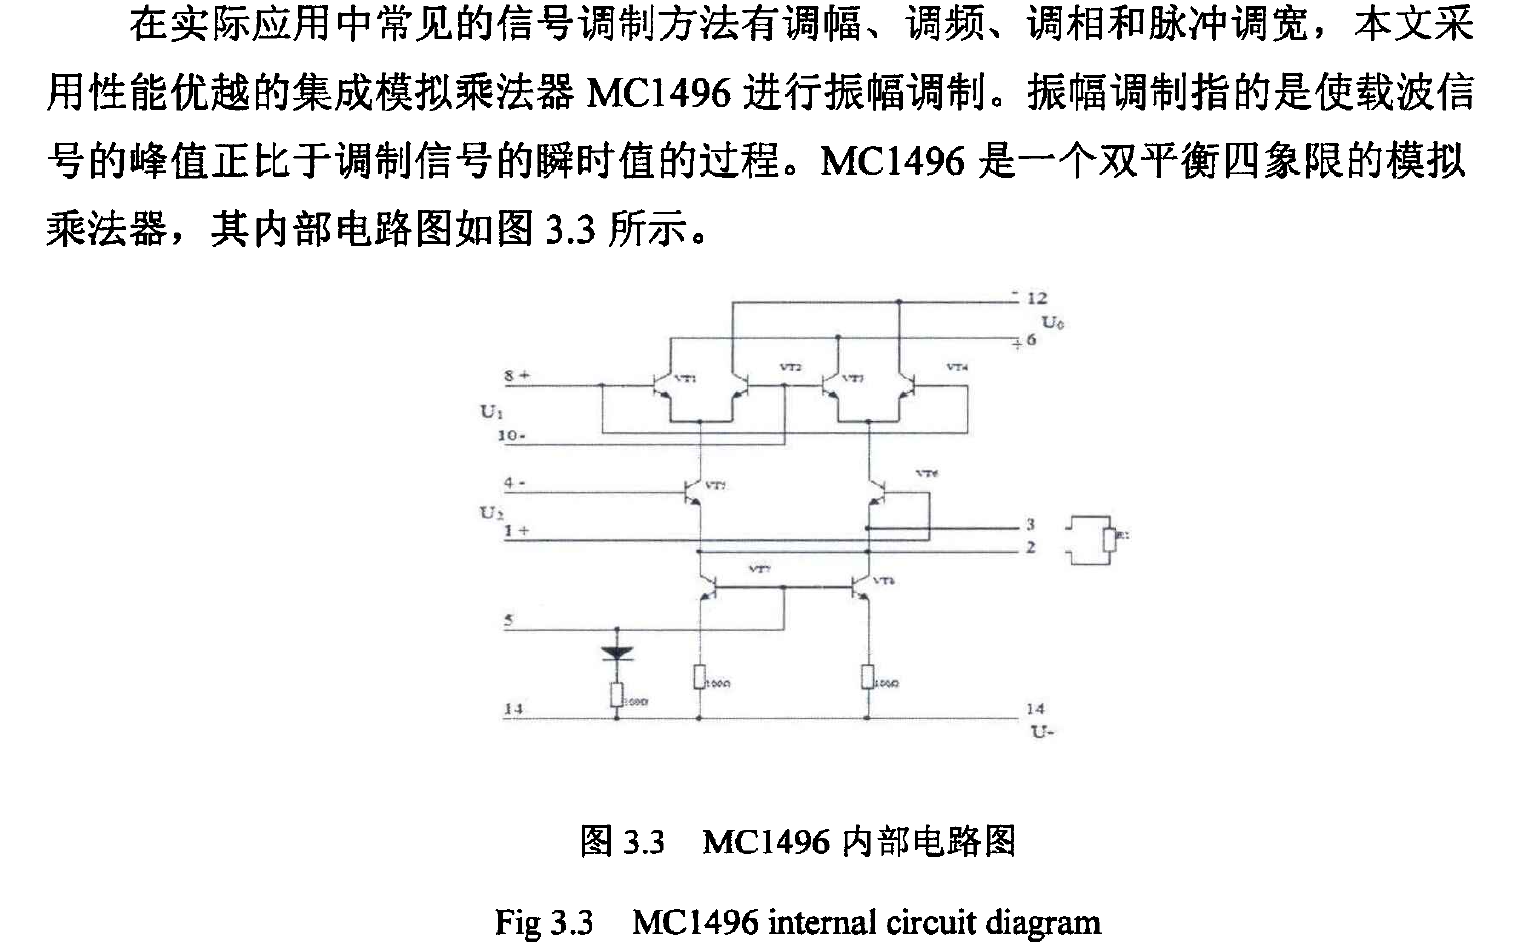 在实际应用中常见的信号调制方法有调幅、调频、调相和脉冲调宽，本文采
用性能优越的集成模拟乘法器 MC1496 进行振幅调制。振幅调制指的是使载波信
号的峰值正比于调制信号的瞬时值的过程。MC1496 是一个双平衡四象限的模拟
乘法器，其内部电路图如图 3.3 所示。
- 12
U0
+ 6
8 +
VT1
VT2
VT3
VT4
U1
10-
4 -
VT6
U2
1 +
3
2
VT7
VT8
5
100Ω
100Ω
100Ω
14
14
U-
图 3.3 MC1496 内部电路图
Fig 3.3 MC1496 internal circuit diagram